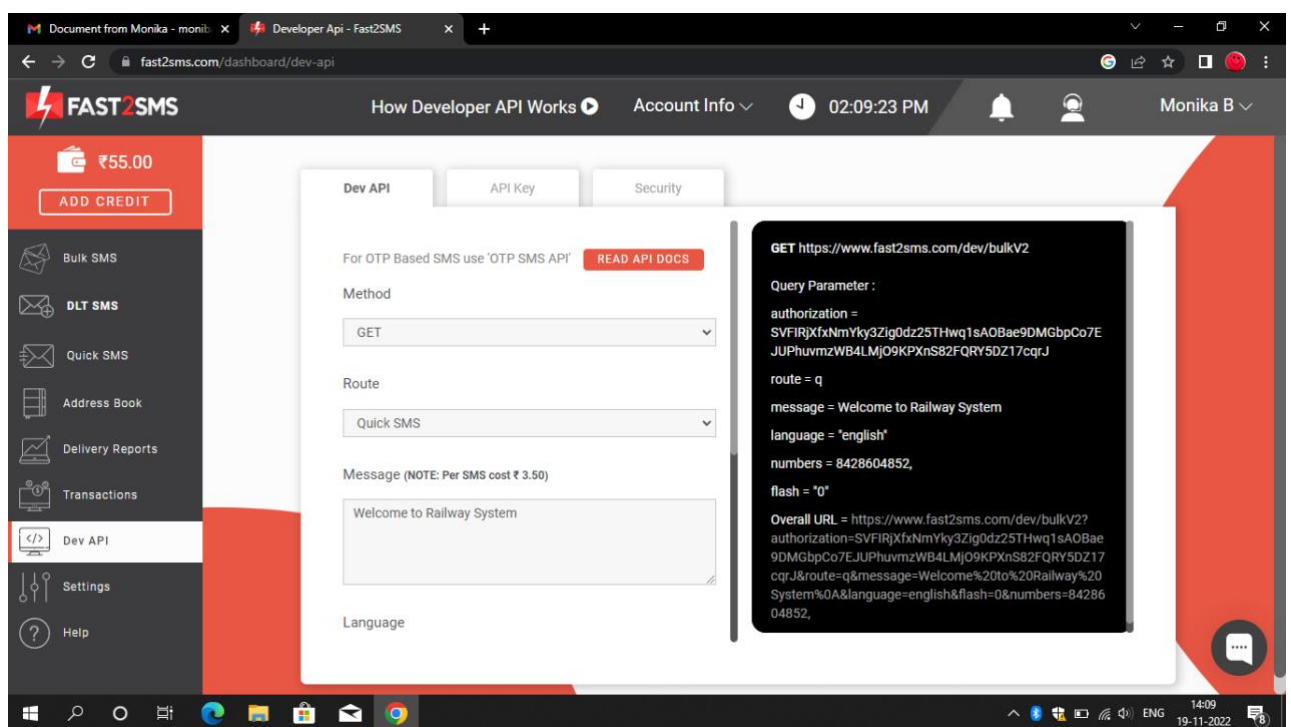 Document from Monika - monib
Developer Api - Fast2SMS
fast2sms.com/dashboard/dev-api
FAST2SMS
How Developer API Works
Account Info
02:09:23 PM
Monika B
₹55.00
ADD CREDIT
Bulk SMS
DLT SMS
Quick SMS
Address Book
Delivery Reports
Transactions
Dev API
Settings
Help
Dev API
API Key
Security
For OTP Based SMS use 'OTP SMS API'
READ API DOCS
Method
GET
Route
Quick SMS
Message (NOTE: Per SMS cost ₹ 3.50)
Welcome to Railway System
Language
GET https://www.fast2sms.com/dev/bulkV2
Query Parameter :
authorization =
SVFIRjXfxNmYky3Zig0dz25THwq1sAOBae9DMGbpCo7E
JUPhuvmzWB4LMjO9KPXnS82FQRY5DZ17cqrJ
route = q
message = Welcome to Railway System
language = "english"
numbers = 8428604852,
flash = "0"
Overall URL = https://www.fast2sms.com/dev/bulkV2?
authorization=SVFIRjXfxNmYky3Zig0dz25THwq1sAOBae
9DMGbpCo7EJUPhuvmzWB4LMjO9KPXnS82FQRY5DZ17
cqrJ&route=q&message=Welcome%20to%20Railway%20
System%0A&language=english&flash=0&numbers=84286
04852,
ENG
14:09
19-11-2022